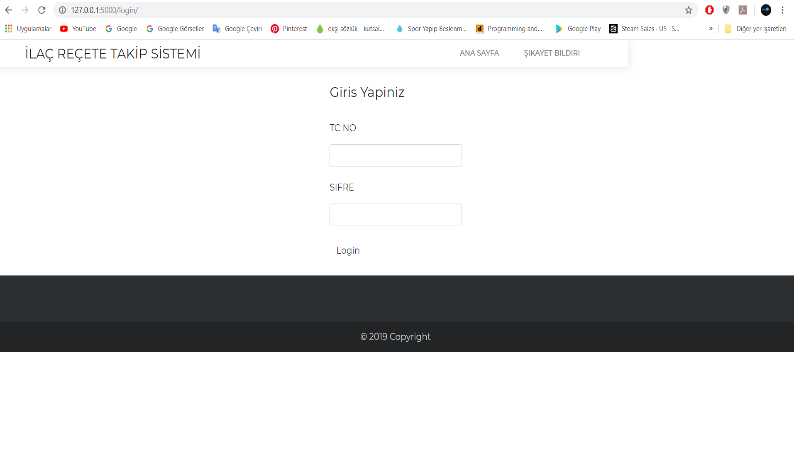 127.0.0.1:5000/login/
Uygulamalar YouTube Google Google Görseller Google Çeviri Pinterest ekşi sözlük - kutsal... Spor Yapıp Beslenm... Programming and... Google Play Steam Sales · US · S... » Diğer yer işaretleri
İLAÇ REÇETE TAKİP SİSTEMİ ANA SAYFA ŞIKAYET BILDIRI
Giris Yapiniz
TC NO
SIFRE
Login
© 2019 Copyright